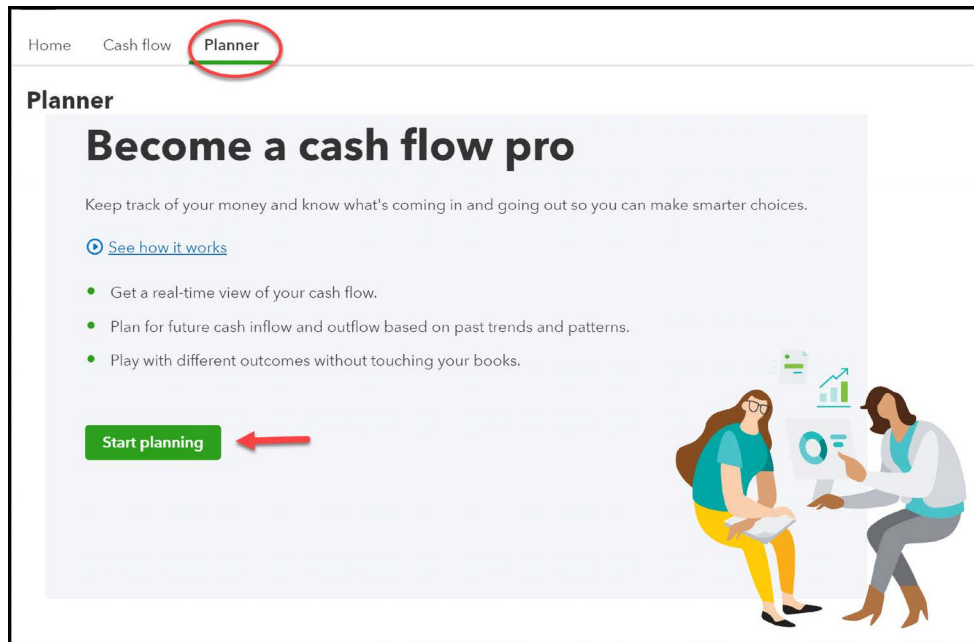 Home Cash flow Planner
Planner
Become a cash flow pro
Keep track of your money and know what's coming in and going out so you can make smarter choices.
See how it works
Get a real-time view of your cash flow.
Plan for future cash inflow and outflow based on past trends and patterns.
Play with different outcomes without touching your books.
Start planning